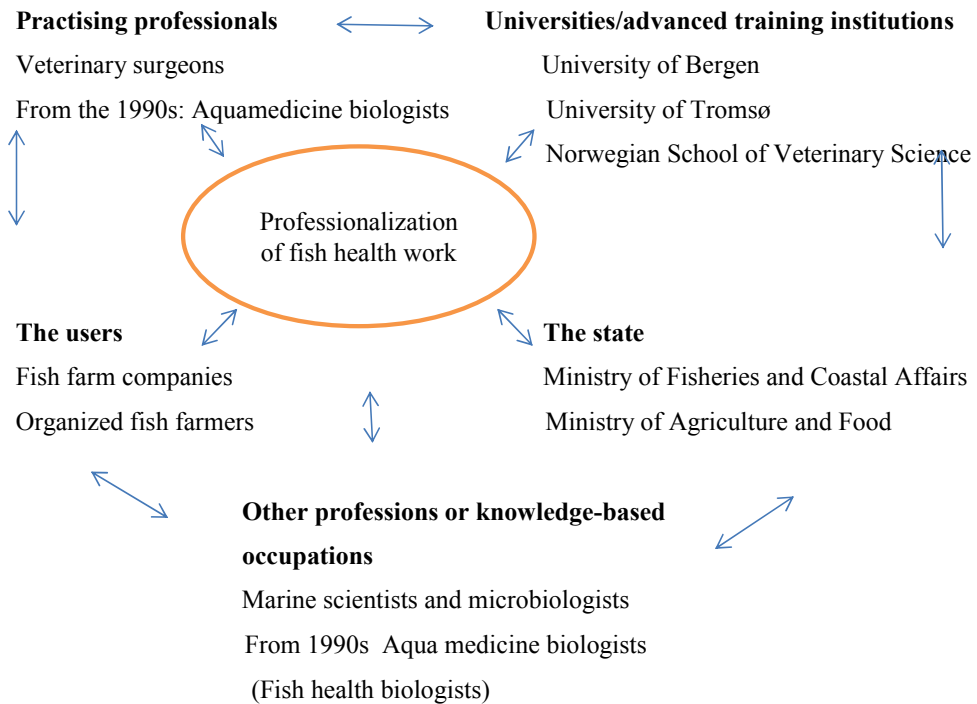 Practising professionals
Veterinary surgeons
From the 1990s: Aquamedicine biologists
Universities/advanced training institutions
University of Bergen
University of Tromsø
Norwegian School of Veterinary Science
Professionalization
of fish health work
The users
Fish farm companies
Organized fish farmers
The state
Ministry of Fisheries and Coastal Affairs
Ministry of Agriculture and Food
Other professions or knowledge-based
occupations
Marine scientists and microbiologists
From 1990s Aqua medicine biologists
(Fish health biologists)